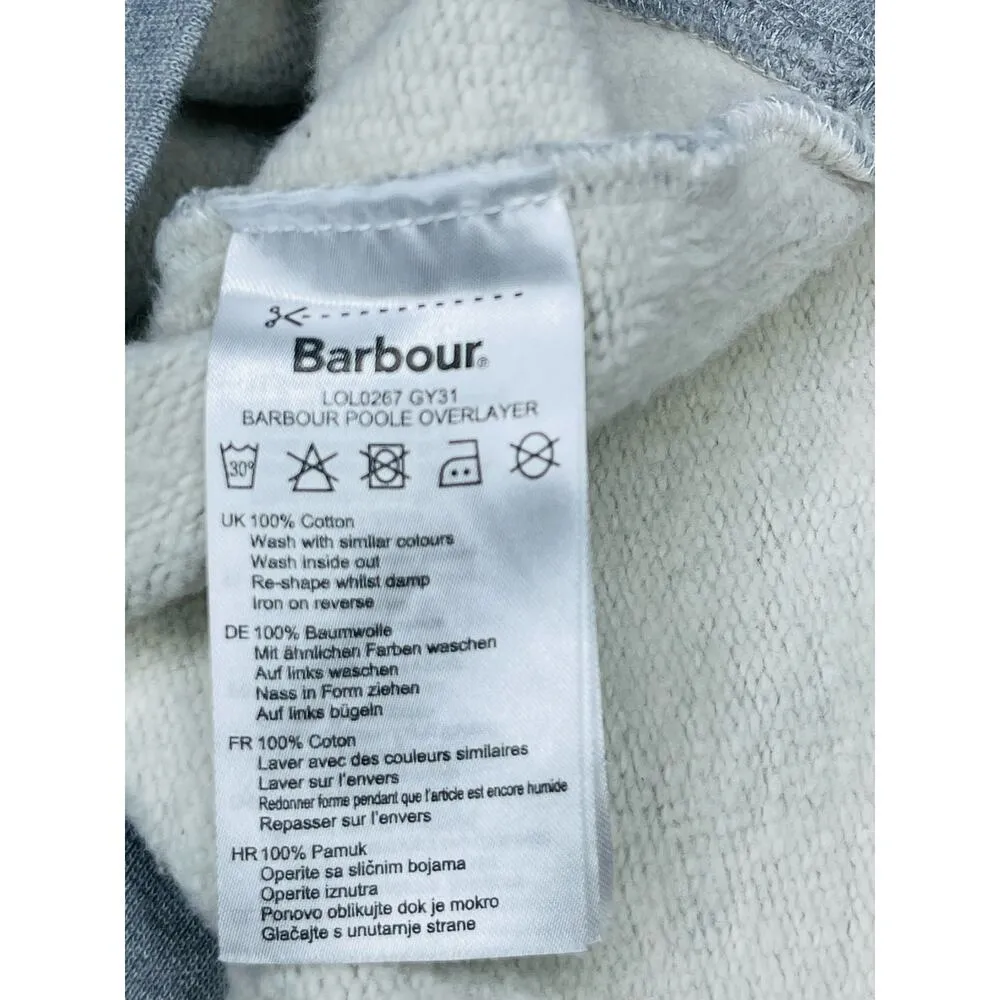 Barbour®
LOL0267 GY31
BARBOUR POOLE OVERLAYER
30°
UK 100% Cotton
Wash with similar colours
Wash inside out
Re-shape whilst damp
Iron on reverse
DE 100% Baumwolle
Mit ähnlichen Farben waschen
Auf links waschen
Nass in Form ziehen
Auf links bügeln
FR 100% Coton
Laver avec des couleurs similaires
Laver sur l'envers
Redonner forme pendant que l'article est encore humide
Repasser sur l'envers
HR 100% Pamuk
Operite sa sličnim bojama
Operite iznutra
Ponovo oblikujte dok je mokro
Glačajte s unutarnje strane